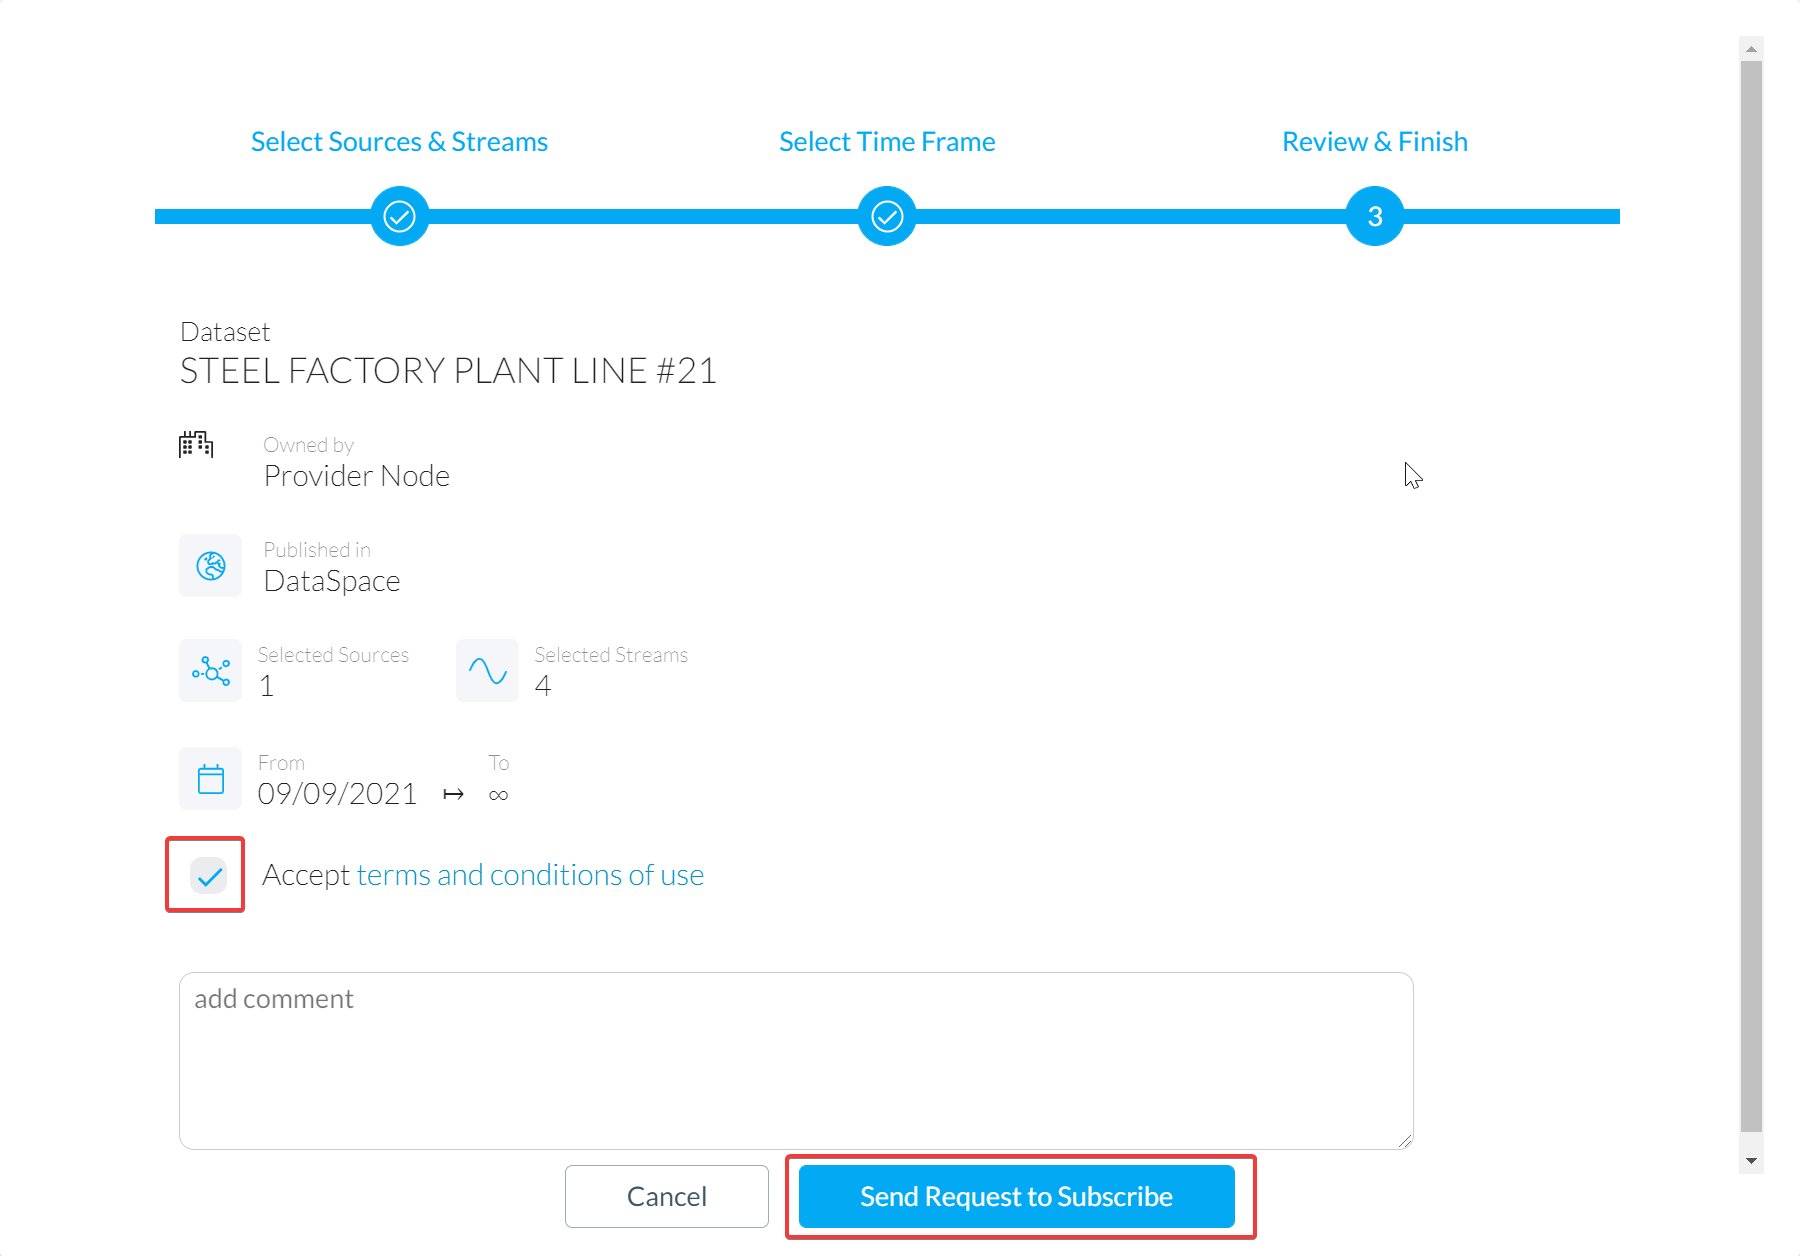 Select Sources & Streams
Select Time Frame
Review & Finish
3
Dataset
STEEL FACTORY PLANT LINE #21
Owned by
Provider Node
Published in
DataSpace
Selected Sources
1
Selected Streams
4
From
09/09/2021
↦
To
∞
Accept terms and conditions of use
add comment
Cancel
Send Request to Subscribe